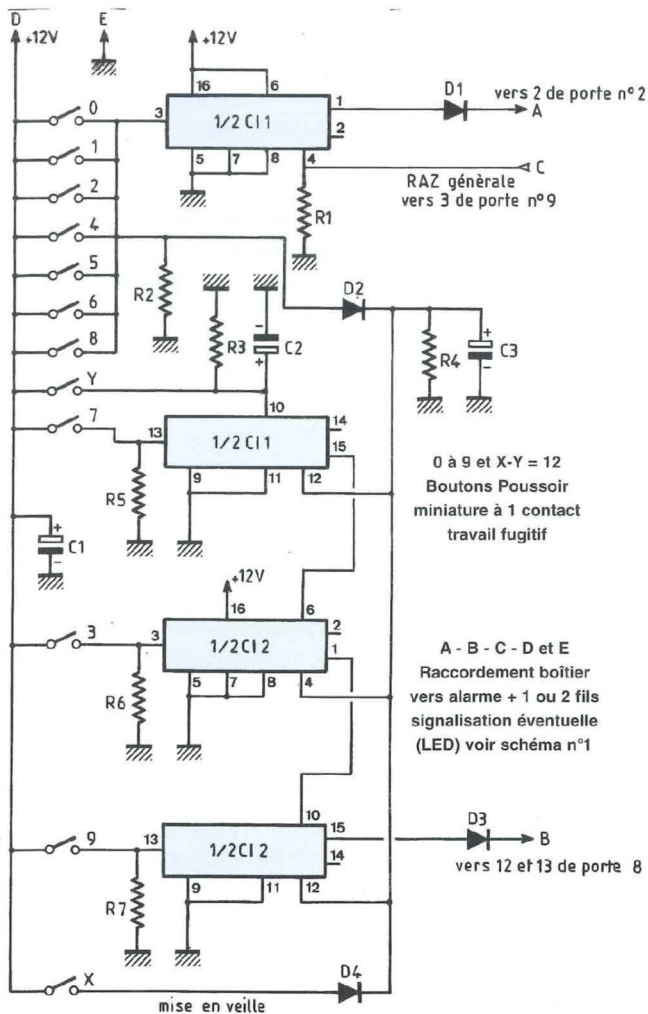 D
E
+12V
+12V
16
6
0
3
1/2 CI 1
1
D1
vers 2 de porte n°2
A
2
1
5
7
8
4
C
2
RAZ gènèrale
vers 3 de porte n°9
R1
4
5
R2
D2
6
R3
C2
-
+
R4
+
-
C3
8
Y
10
7
13
1/2 CI 1
14
15
R5
9
11
12
0 à 9 et X-Y = 12
Boutons Poussoir
miniature à 1 contact
travail fugitif
+
-
C1
+12V
16
6
3
3
1/2 CI 2
2
1
R6
5
7
8
4
A - B - C - D et E
Raccordement boîtier
vers alarme + 1 ou 2 fils
signalisation éventuelle
(LED) voir schéma n°1
10
9
13
1/2 CI 2
15
14
D3
B
vers 12 et 13 de porte 8
R7
9
11
12
X
D4
mise en veille